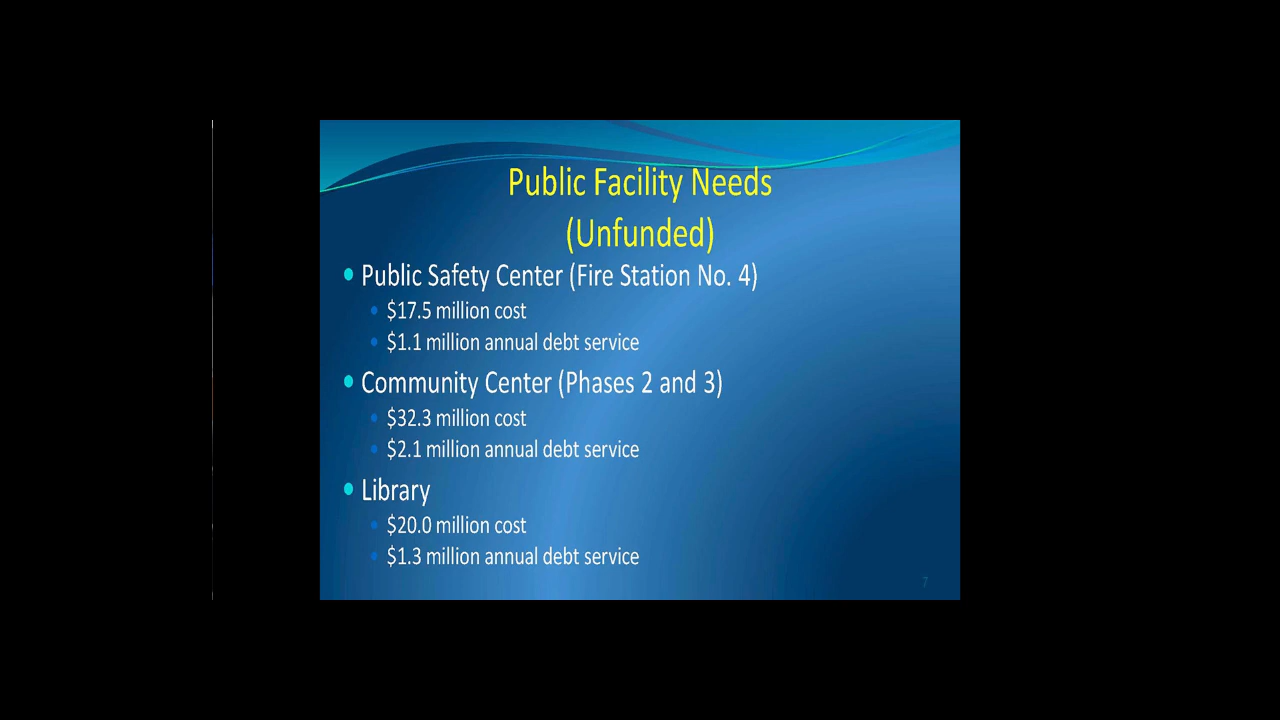 Public Facility Needs
(Unfunded)
• Public Safety Center (Fire Station No. 4)
• $17.5 million cost
• $1.1 million annual debt service
• Community Center (Phases 2 and 3)
• $32.3 million cost
• $2.1 million annual debt service
• Library
• $20.0 million cost
• $1.3 million annual debt service
7